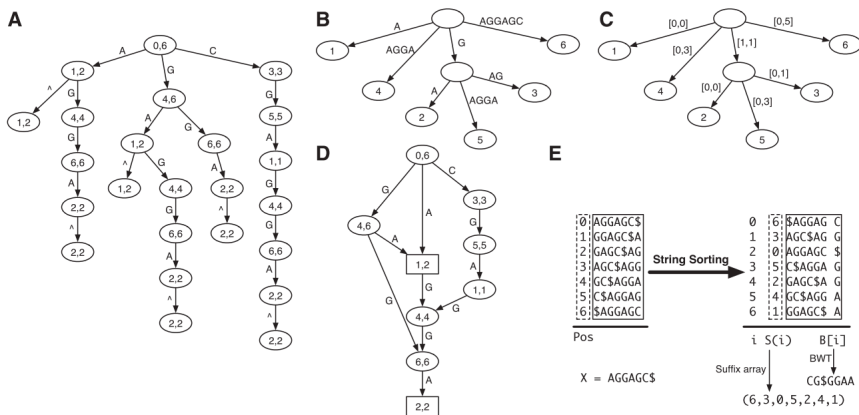 A
0,6
A
C
G
1,2
3,3
^
G
4,6
G
1,2
4,4
A
G
5,5
G
1,2
6,6
A
6,6
^
G
A
1,1
A
1,2
4,4
2,2
G
2,2
G
^
4,4
^
6,6
2,2
G
2,2
A
6,6
2,2
A
^
2,2
2,2
^
2,2
B
A
AGGAGC
1
AGGA
G
6
4
A
AG
3
2
AGGA
5
C
[0,0]
[0,5]
1
[0,3]
[1,1]
6
4
[0,0]
[0,1]
3
2
[0,3]
5
D
0,6
G
C
A
3,3
4,6
G
A
5,5
1,2
A
G
1,1
G
G
4,4
G
6,6
A
2,2
E
0 AGGAGC$
1 GGAGC$A
2 GAGC$AG
3 AGC$AGG
4 GC$AGGA
5 C$AGGAG
6 $AGGAGC
Pos
X = AGGAGC$
String Sorting
0 6 $AGGAG C
1 3 AGC$AG G
2 0 AGGAGC $
3 5 C$AGGA G
4 2 GAGC$A G
5 4 GC$AGG A
6 1 GGAGC$ A
i S(i) B[i]
Suffix array
BWT
CG$GGAA
(6,3,0,5,2,4,1)